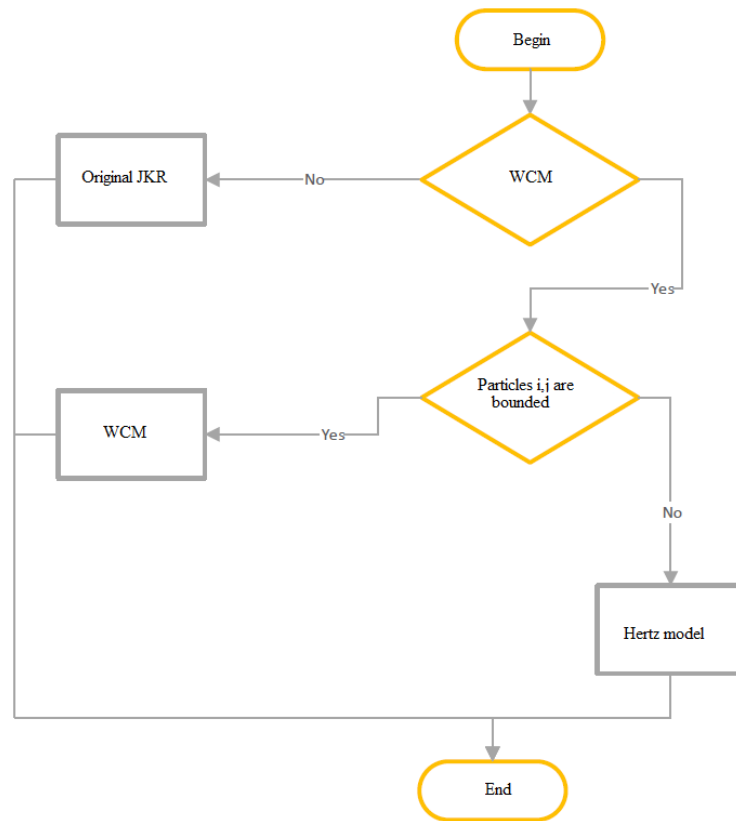 Begin
WCM
No
Original JKR
Yes
Particles i,j are
bounded
Yes
WCM
No
Hertz model
End